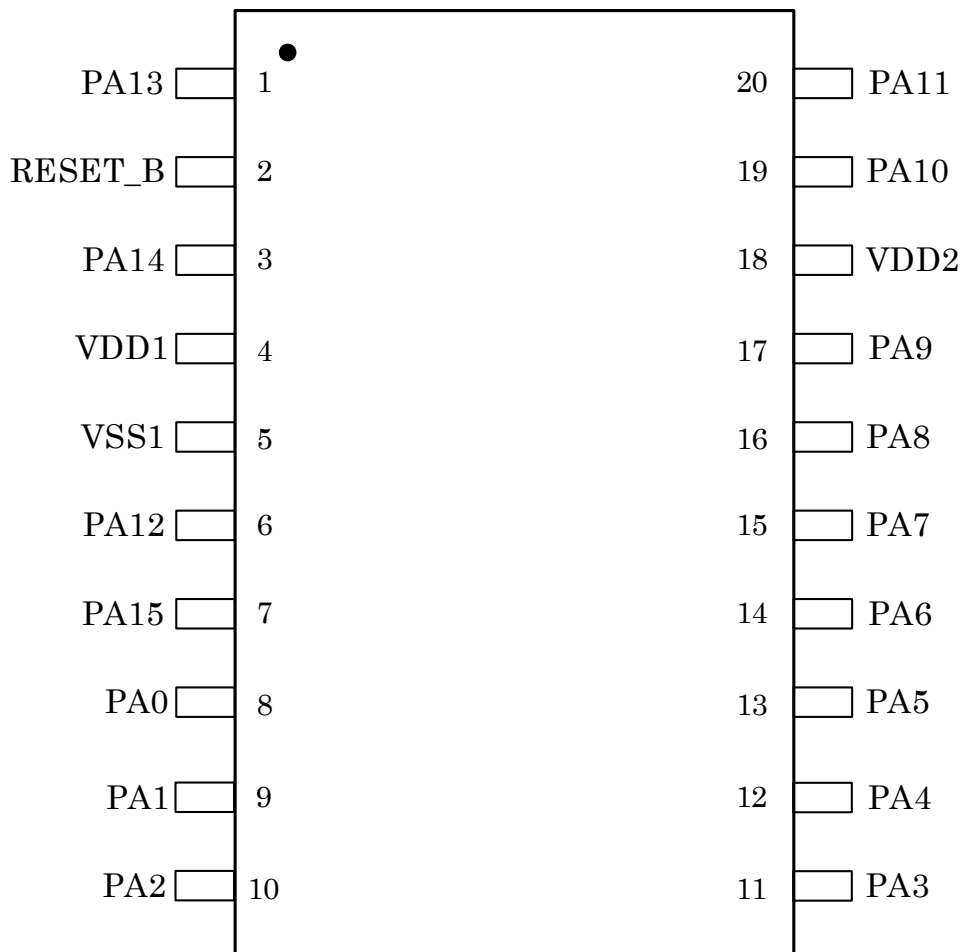 PA13 1 20 PA11
RESET_B 2 19 PA10
PA14 3 18 VDD2
VDD1 4 17 PA9
VSS1 5 16 PA8
PA12 6 15 PA7
PA15 7 14 PA6
PA0 8 13 PA5
PA1 9 12 PA4
PA2 10 11 PA3